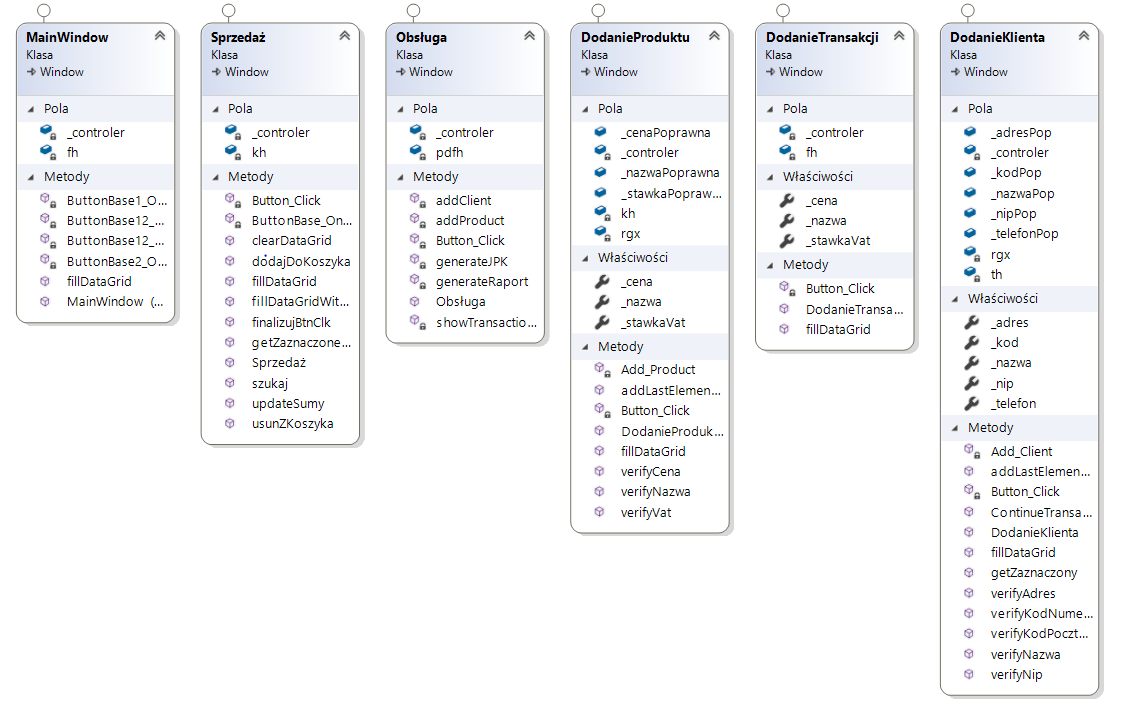 MainWindow
Klasa
Window
Pola
_controler
fh
Metody
ButtonBase1_O...
ButtonBase12_...
ButtonBase12_...
ButtonBase2_O...
fillDataGrid
MainWindow (...
Sprzedaż
Klasa
Window
Pola
_controler
kh
Metody
Button_Click
ButtonBase_On...
clearDataGrid
dodajDoKoszyka
fillDataGrid
fillDataGridWit...
finalizujBtnClk
getZaznaczone...
Sprzedaż
szukaj
updateSumy
usunZKoszyka
Obsługa
Klasa
Window
Pola
_controler
pdfh
Metody
addClient
addProduct
Button_Click
generateJPK
generateRaport
Obsługa
showTransactio...
DodanieProduktu
Klasa
Window
Pola
_cenaPoprawna
_controler
_nazwaPoprawna
_stawkaPopraw...
kh
rgx
Właściwości
_cena
_nazwa
_stawkaVat
Metody
Add_Product
addLastElemen...
Button_Click
DodanieProduk...
fillDataGrid
verifyCena
verifyNazwa
verifyVat
DodanieTransakcji
Klasa
Window
Pola
_controler
fh
Właściwości
_cena
_nazwa
_stawkaVat
Metody
Button_Click
DodanieTransa...
fillDataGrid
DodanieKlienta
Klasa
Window
Pola
_adresPop
_controler
_kodPop
_nazwaPop
_nipPop
_telefonPop
rgx
th
Właściwości
_adres
_kod
_nazwa
_nip
_telefon
Metody
Add_Client
addLastElemen...
Button_Click
ContinueTransa...
DodanieKlienta
fillDataGrid
getZaznaczony
verifyAdres
verifyKodNume...
verifyKodPoczt...
verifyNazwa
verifyNip